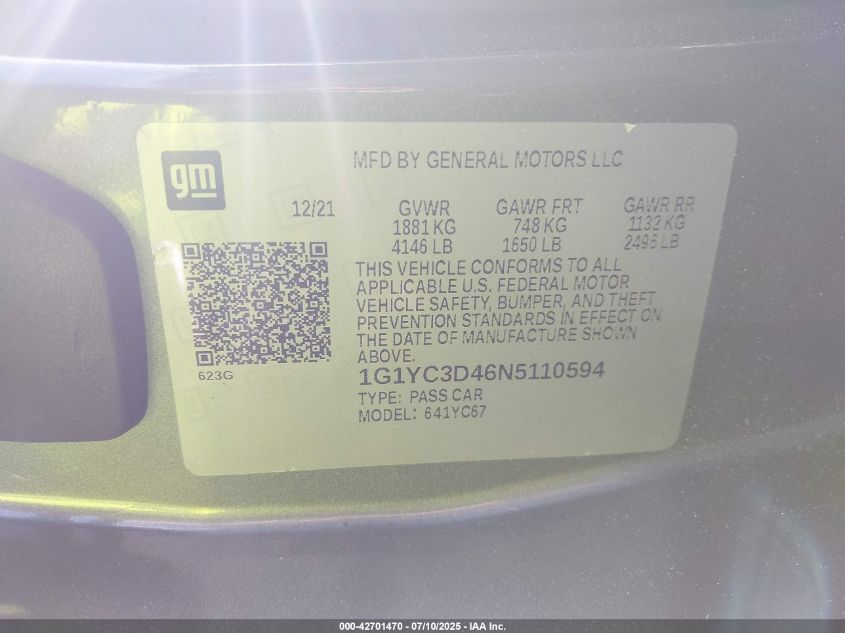 gm
MFD BY GENERAL MOTORS LLC
12/21 GVWR GAWR FRT GAWR RR
1881 KG 748 KG 1132 KG
4146 LB 1650 LB 2496 LB
THIS VEHICLE CONFORMS TO ALL
APPLICABLE U.S. FEDERAL MOTOR
VEHICLE SAFETY, BUMPER, AND THEFT
PREVENTION STANDARDS IN EFFECT ON
THE DATE OF MANUFACTURE SHOWN
ABOVE.
623G
1G1YC3D46N5110594
TYPE: PASS CAR
MODEL: 641YC67
000-42701470 - 07/10/2025 - IAA Inc.